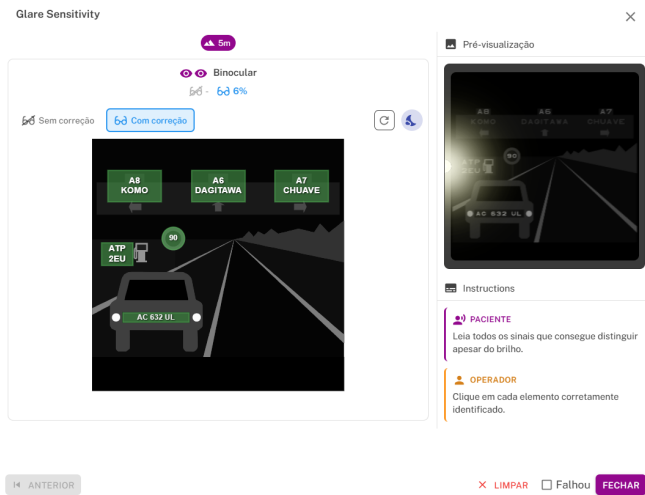 Glare Sensitivity
5m
Binocular
- 6%
Sem correção
Com correção
A8
KOMO
A6
DAGITAWA
A7
CHUAVE
90
ATP
2EU
AC 632 UL
Pré-visualização
A8
KOMO
A6
DAGITAWA
A7
CHUAVE
90
ATP
2EU
AC 632 UL
Instructions
PACIENTE
Leia todos os sinais que consegue distinguir
apesar do brilho.
OPERADOR
Clique em cada elemento corretamente
identificado.
ANTERIOR
LIMPAR
Falhou
FECHAR